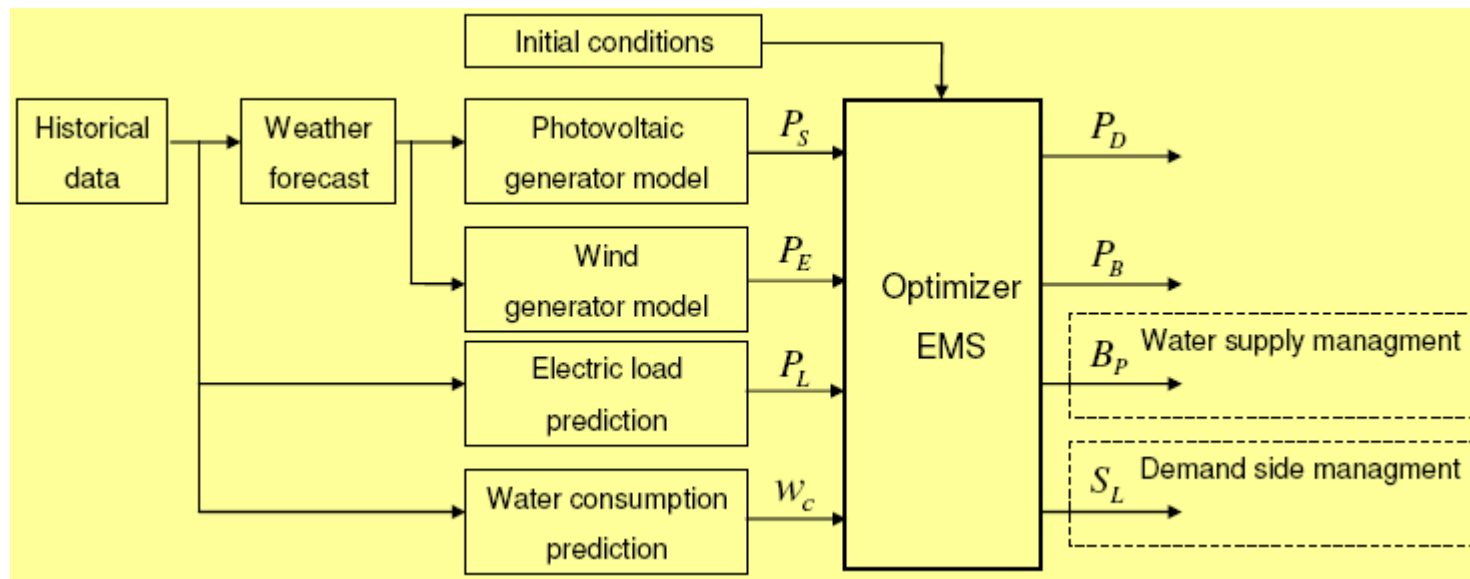 Initial conditions
Historical
data
Weather
forecast
Photovoltaic
generator model
P_S
Wind
generator model
P_E
Electric load
prediction
P_L
Water consumption
prediction
w_c
Optimizer
EMS
P_D
P_B
Water supply managment
B_P
Demand side managment
S_L